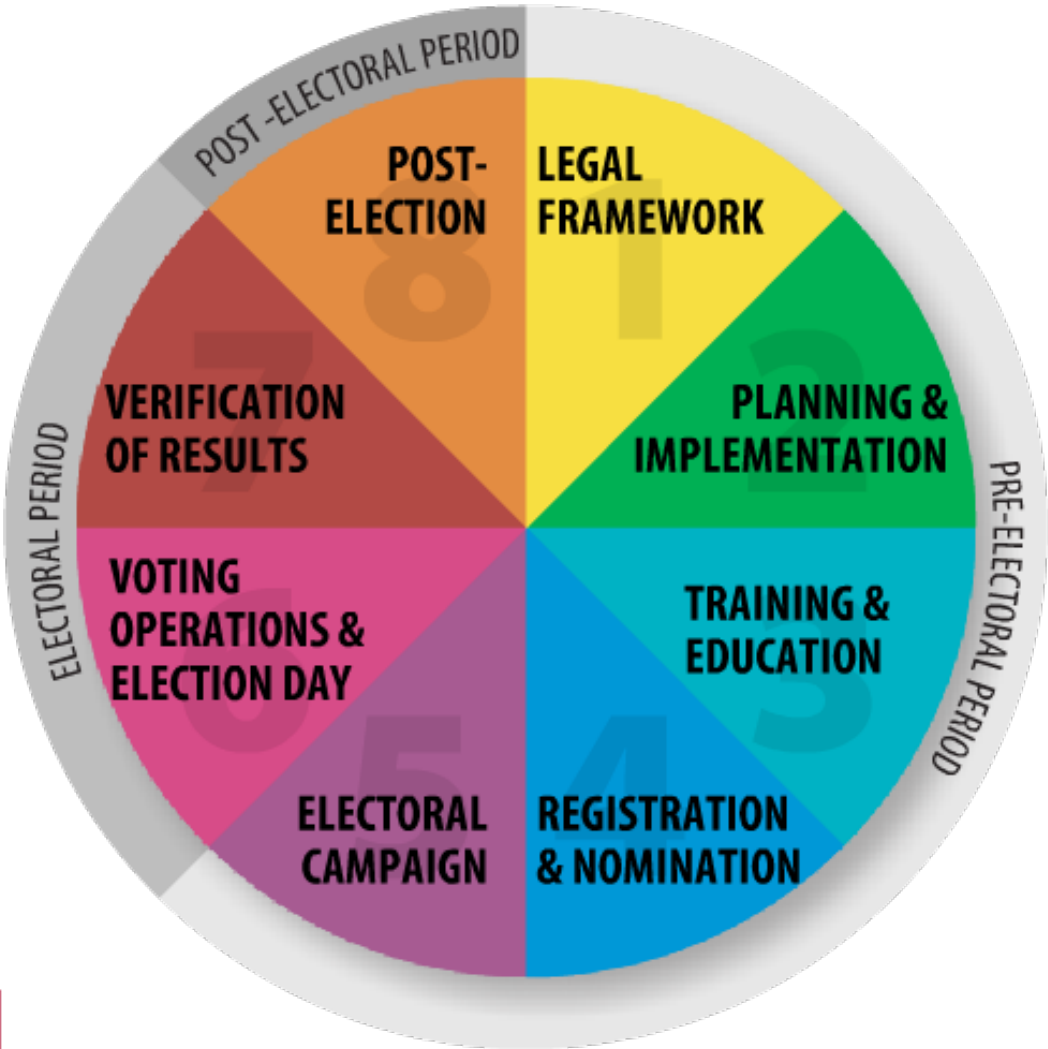 POST -ELECTORAL PERIOD
POST-
ELECTION
8
LEGAL
FRAMEWORK
1
PLANNING &
IMPLEMENTATION
2
VERIFICATION
OF RESULTS
7
ELECTORAL PERIOD
PRE-ELECTORAL PERIOD
VOTING
OPERATIONS &
ELECTION DAY
6
TRAINING &
EDUCATION
3
ELECTORAL
CAMPAIGN
5
REGISTRATION
& NOMINATION
4